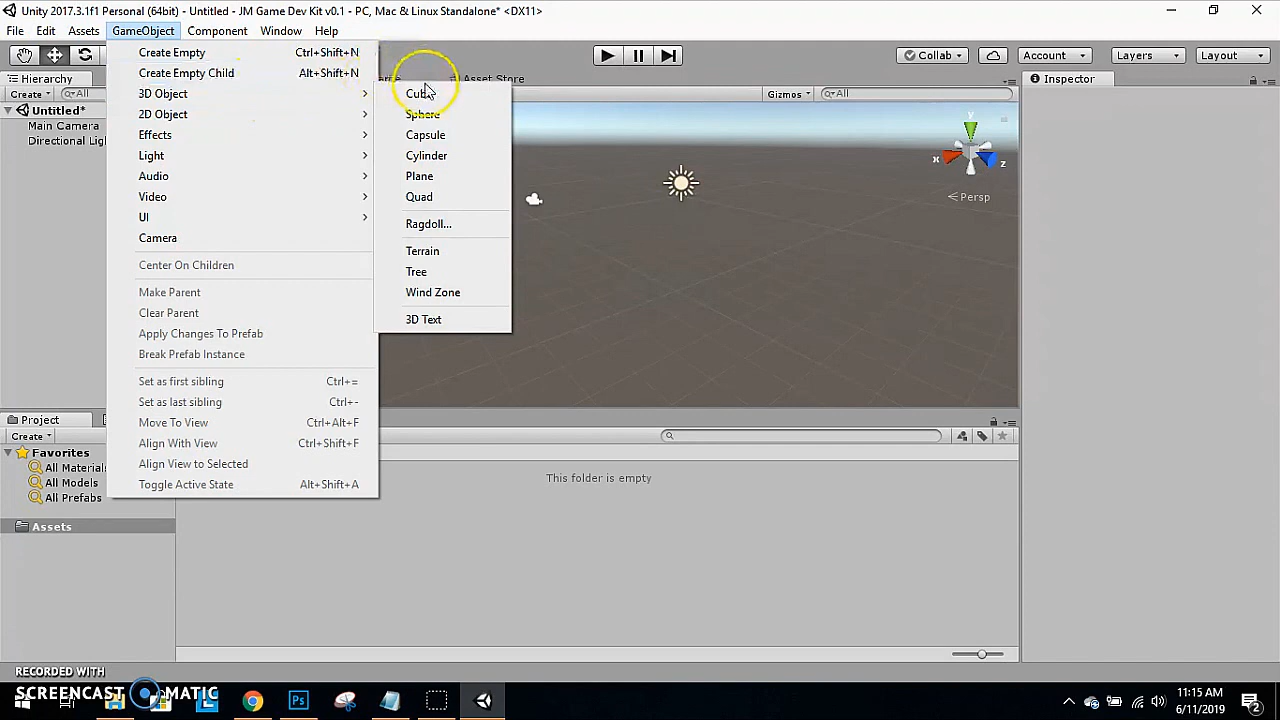 Unity 2017.3.1f1 Personal (64bit) - Untitled - JM Game Dev Kit v0.1 - PC, Mac & Linux Standalone* <DX11>
File Edit Assets GameObject Component Window Help
Collab Account Layers Layout
Hierarchy
Create All
Untitled*
Main Camera
Directional Ligh
Create Empty Ctrl+Shift+N
Create Empty Child Alt+Shift+N
3D Object
2D Object
Effects
Light
Audio
Video
UI
Camera
Center On Children
Make Parent
Clear Parent
Apply Changes To Prefab
Break Prefab Instance
Set as first sibling Ctrl+=
Set as last sibling Ctrl+-
Move To View Ctrl+Alt+F
Align With View Ctrl+Shift+F
Align View to Selected
Toggle Active State Alt+Shift+A
Asset Store
Cube
Sphere
Capsule
Cylinder
Plane
Quad
Ragdoll...
Terrain
Tree
Wind Zone
3D Text
Gizmos All
y
x
z
Persp
Inspector
Project
Create
Favorites
All Materials
All Models
All Prefabs
Assets
This folder is empty
RECORDED WITH
SCREENCAST MATIC
Ps
11:15 AM
6/11/2019
2